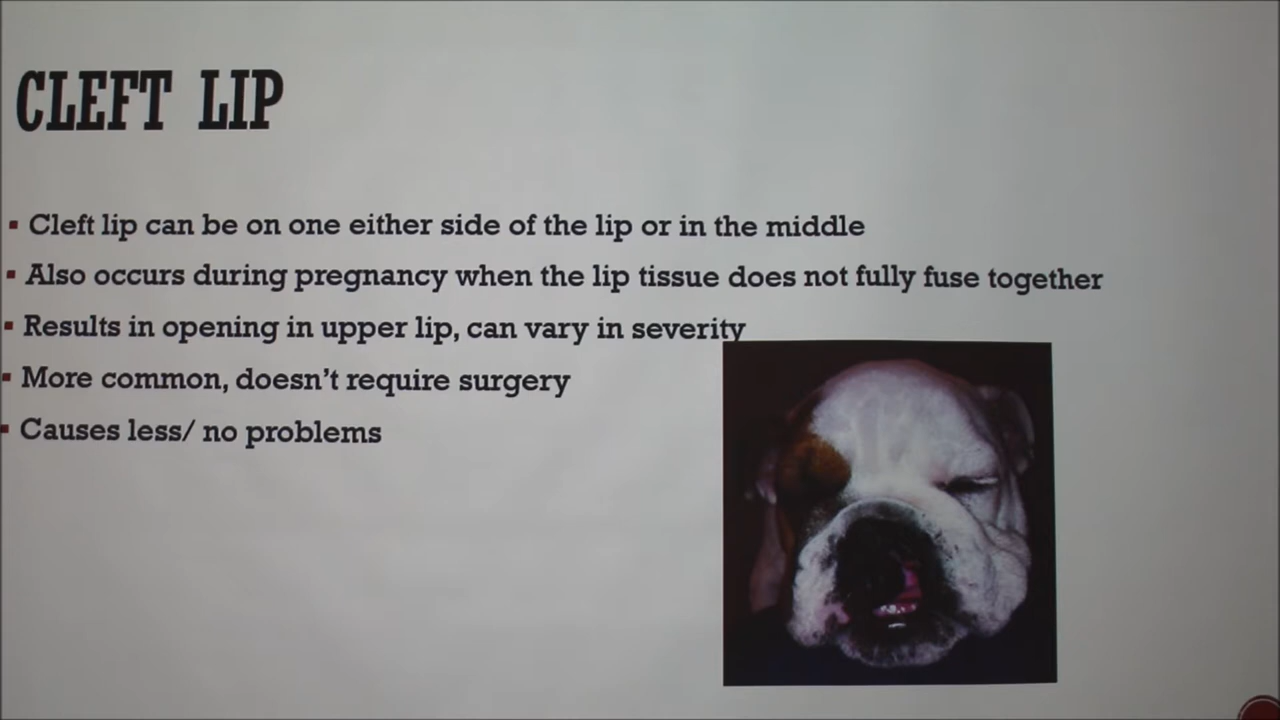 CLEFT LIP
▪ Cleft lip can be on one either side of the lip or in the middle
▪ Also occurs during pregnancy when the lip tissue does not fully fuse together
▪ Results in opening in upper lip, can vary in severity
▪ More common, doesn't require surgery
▪ Causes less/ no problems